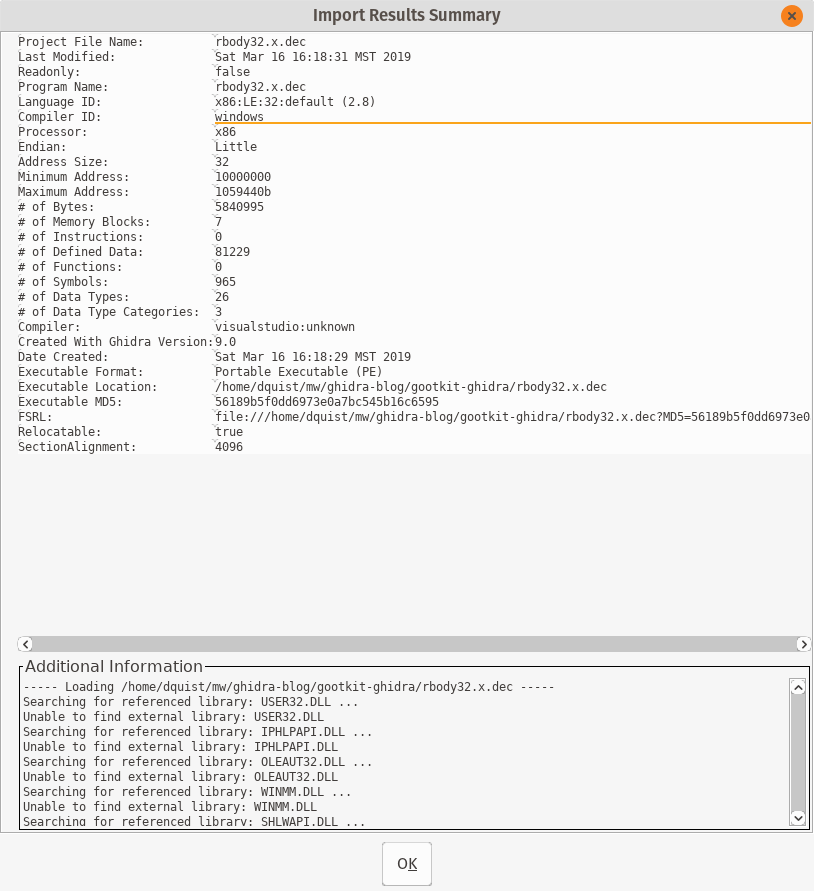 Import Results Summary
Project File Name: rbody32.x.dec
Last Modified: Sat Mar 16 16:18:31 MST 2019
Readonly: false
Program Name: rbody32.x.dec
Language ID: x86:LE:32:default (2.8)
Compiler ID: windows
Processor: x86
Endian: Little
Address Size: 32
Minimum Address: 10000000
Maximum Address: 1059440b
# of Bytes: 5840995
# of Memory Blocks: 7
# of Instructions: 0
# of Defined Data: 81229
# of Functions: 0
# of Symbols: 965
# of Data Types: 26
# of Data Type Categories: 3
Compiler: visualstudio:unknown
Created With Ghidra Version: 9.0
Date Created: Sat Mar 16 16:18:29 MST 2019
Executable Format: Portable Executable (PE)
Executable Location: /home/dquist/mw/ghidra-blog/gootkit-ghidra/rbody32.x.dec
Executable MD5: 56189b5f0dd6973e0a7bc545b16c6595
FSRL: file:///home/dquist/mw/ghidra-blog/gootkit-ghidra/rbody32.x.dec?MD5=56189b5f0dd6973e0
Relocatable: true
SectionAlignment: 4096
Additional Information
----- Loading /home/dquist/mw/ghidra-blog/gootkit-ghidra/rbody32.x.dec -----
Searching for referenced library: USER32.DLL ...
Unable to find external library: USER32.DLL
Searching for referenced library: IPHLPAPI.DLL ...
Unable to find external library: IPHLPAPI.DLL
Searching for referenced library: OLEAUT32.DLL ...
Unable to find external library: OLEAUT32.DLL
Searching for referenced library: WINMM.DLL ...
Unable to find external library: WINMM.DLL
Searching for referenced library: SHLWAPI.DLL ...
OK